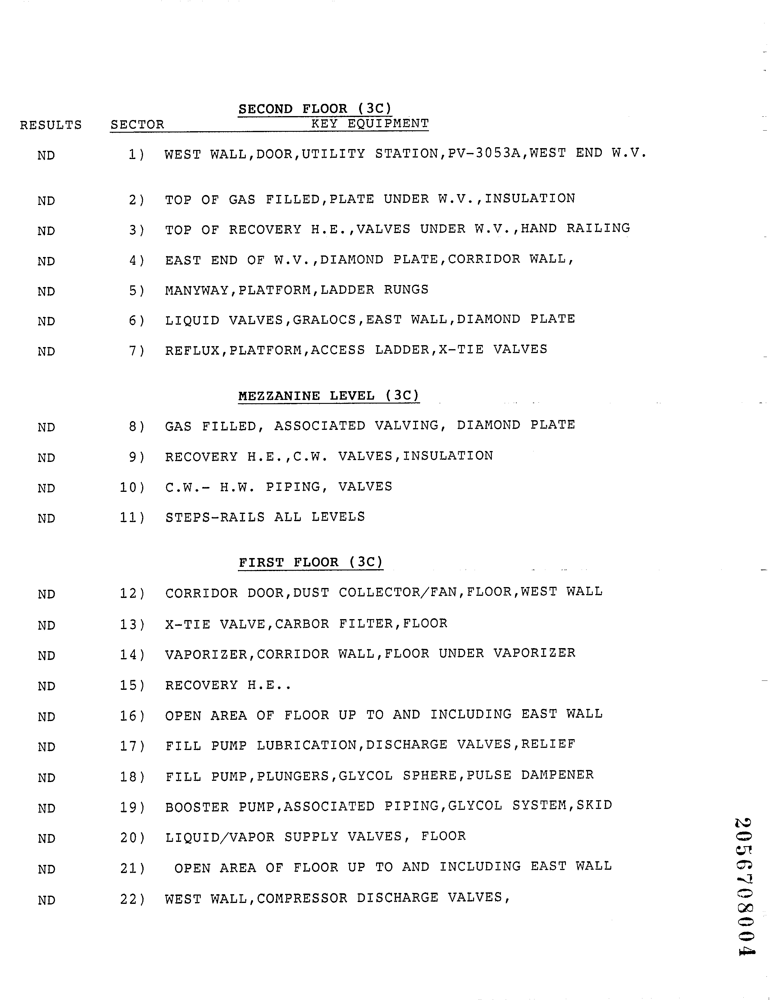 SECOND FLOOR (3C)
RESULTS SECTOR KEY EQUIPMENT
ND 1) WEST WALL,DOOR,UTILITY STATION,PV-3053A,WEST END W.V.
ND 2) TOP OF GAS FILLED,PLATE UNDER W.V.,INSULATION
ND 3) TOP OF RECOVERY H.E.,VALVES UNDER W.V.,HAND RAILING
ND 4) EAST END OF W.V.,DIAMOND PLATE,CORRIDOR WALL,
ND 5) MANYWAY,PLATFORM,LADDER RUNGS
ND 6) LIQUID VALVES,GRALOCS,EAST WALL,DIAMOND PLATE
ND 7) REFLUX,PLATFORM,ACCESS LADDER,X-TIE VALVES
MEZZANINE LEVEL (3C)
ND 8) GAS FILLED, ASSOCIATED VALVING, DIAMOND PLATE
ND 9) RECOVERY H.E.,C.W. VALVES,INSULATION
ND 10) C.W.- H.W. PIPING, VALVES
ND 11) STEPS-RAILS ALL LEVELS
FIRST FLOOR (3C)
ND 12) CORRIDOR DOOR,DUST COLLECTOR/FAN,FLOOR,WEST WALL
ND 13) X-TIE VALVE,CARBOR FILTER,FLOOR
ND 14) VAPORIZER,CORRIDOR WALL,FLOOR UNDER VAPORIZER
ND 15) RECOVERY H.E..
ND 16) OPEN AREA OF FLOOR UP TO AND INCLUDING EAST WALL
ND 17) FILL PUMP LUBRICATION,DISCHARGE VALVES,RELIEF
ND 18) FILL PUMP,PLUNGERS,GLYCOL SPHERE,PULSE DAMPENER
ND 19) BOOSTER PUMP,ASSOCIATED PIPING,GLYCOL SYSTEM,SKID
ND 20) LIQUID/VAPOR SUPPLY VALVES, FLOOR
ND 21) OPEN AREA OF FLOOR UP TO AND INCLUDING EAST WALL
ND 22) WEST WALL,COMPRESSOR DISCHARGE VALVES,
2056708004